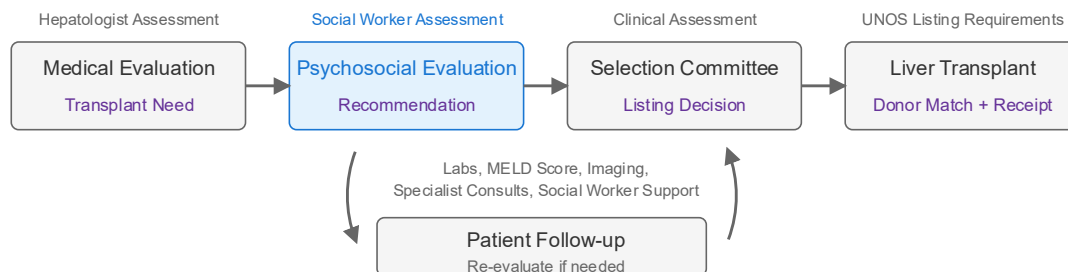 Hepatologist Assessment
Social Worker Assessment
Clinical Assessment
UNOS Listing Requirements
Medical Evaluation
Transplant Need
Psychosocial Evaluation
Recommendation
Selection Committee
Listing Decision
Liver Transplant
Donor Match + Receipt
Labs, MELD Score, Imaging,
Specialist Consults, Social Worker Support
Patient Follow-up
Re-evaluate if needed